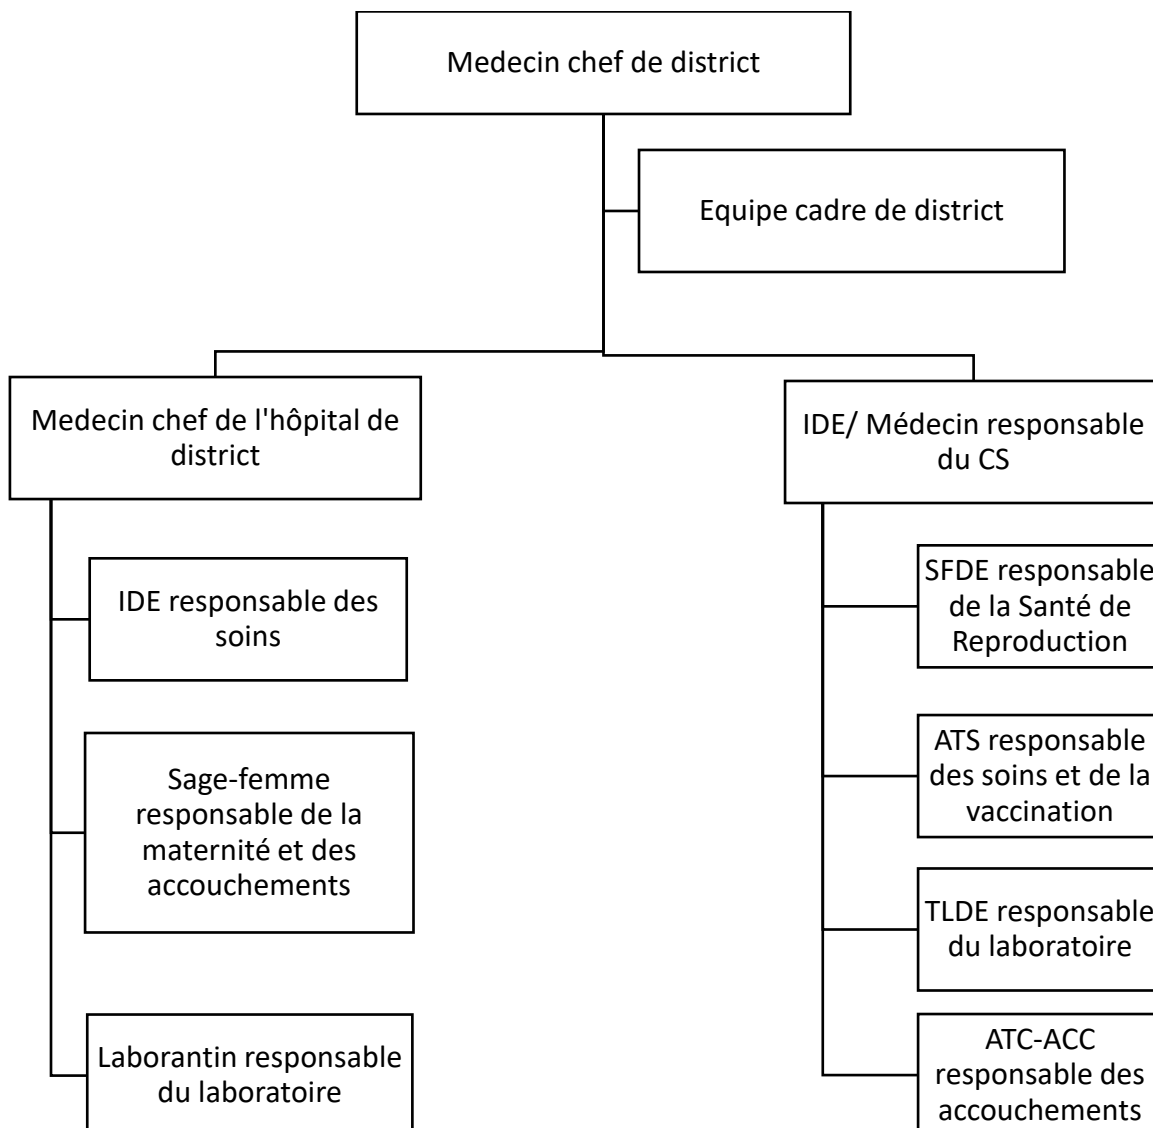 Medecin chef de district
Equipe cadre de district
Medecin chef de l'hôpital de
district
IDE responsable des
soins
Sage-femme
responsable de la
maternité et des
accouchements
Laborantin responsable
du laboratoire
IDE/ Médecin responsable
du CS
SFDE responsable
de la Santé de
Reproduction
ATS responsable
des soins et de la
vaccination
TLDE responsable
du laboratoire
ATC-ACC
responsable des
accouchements